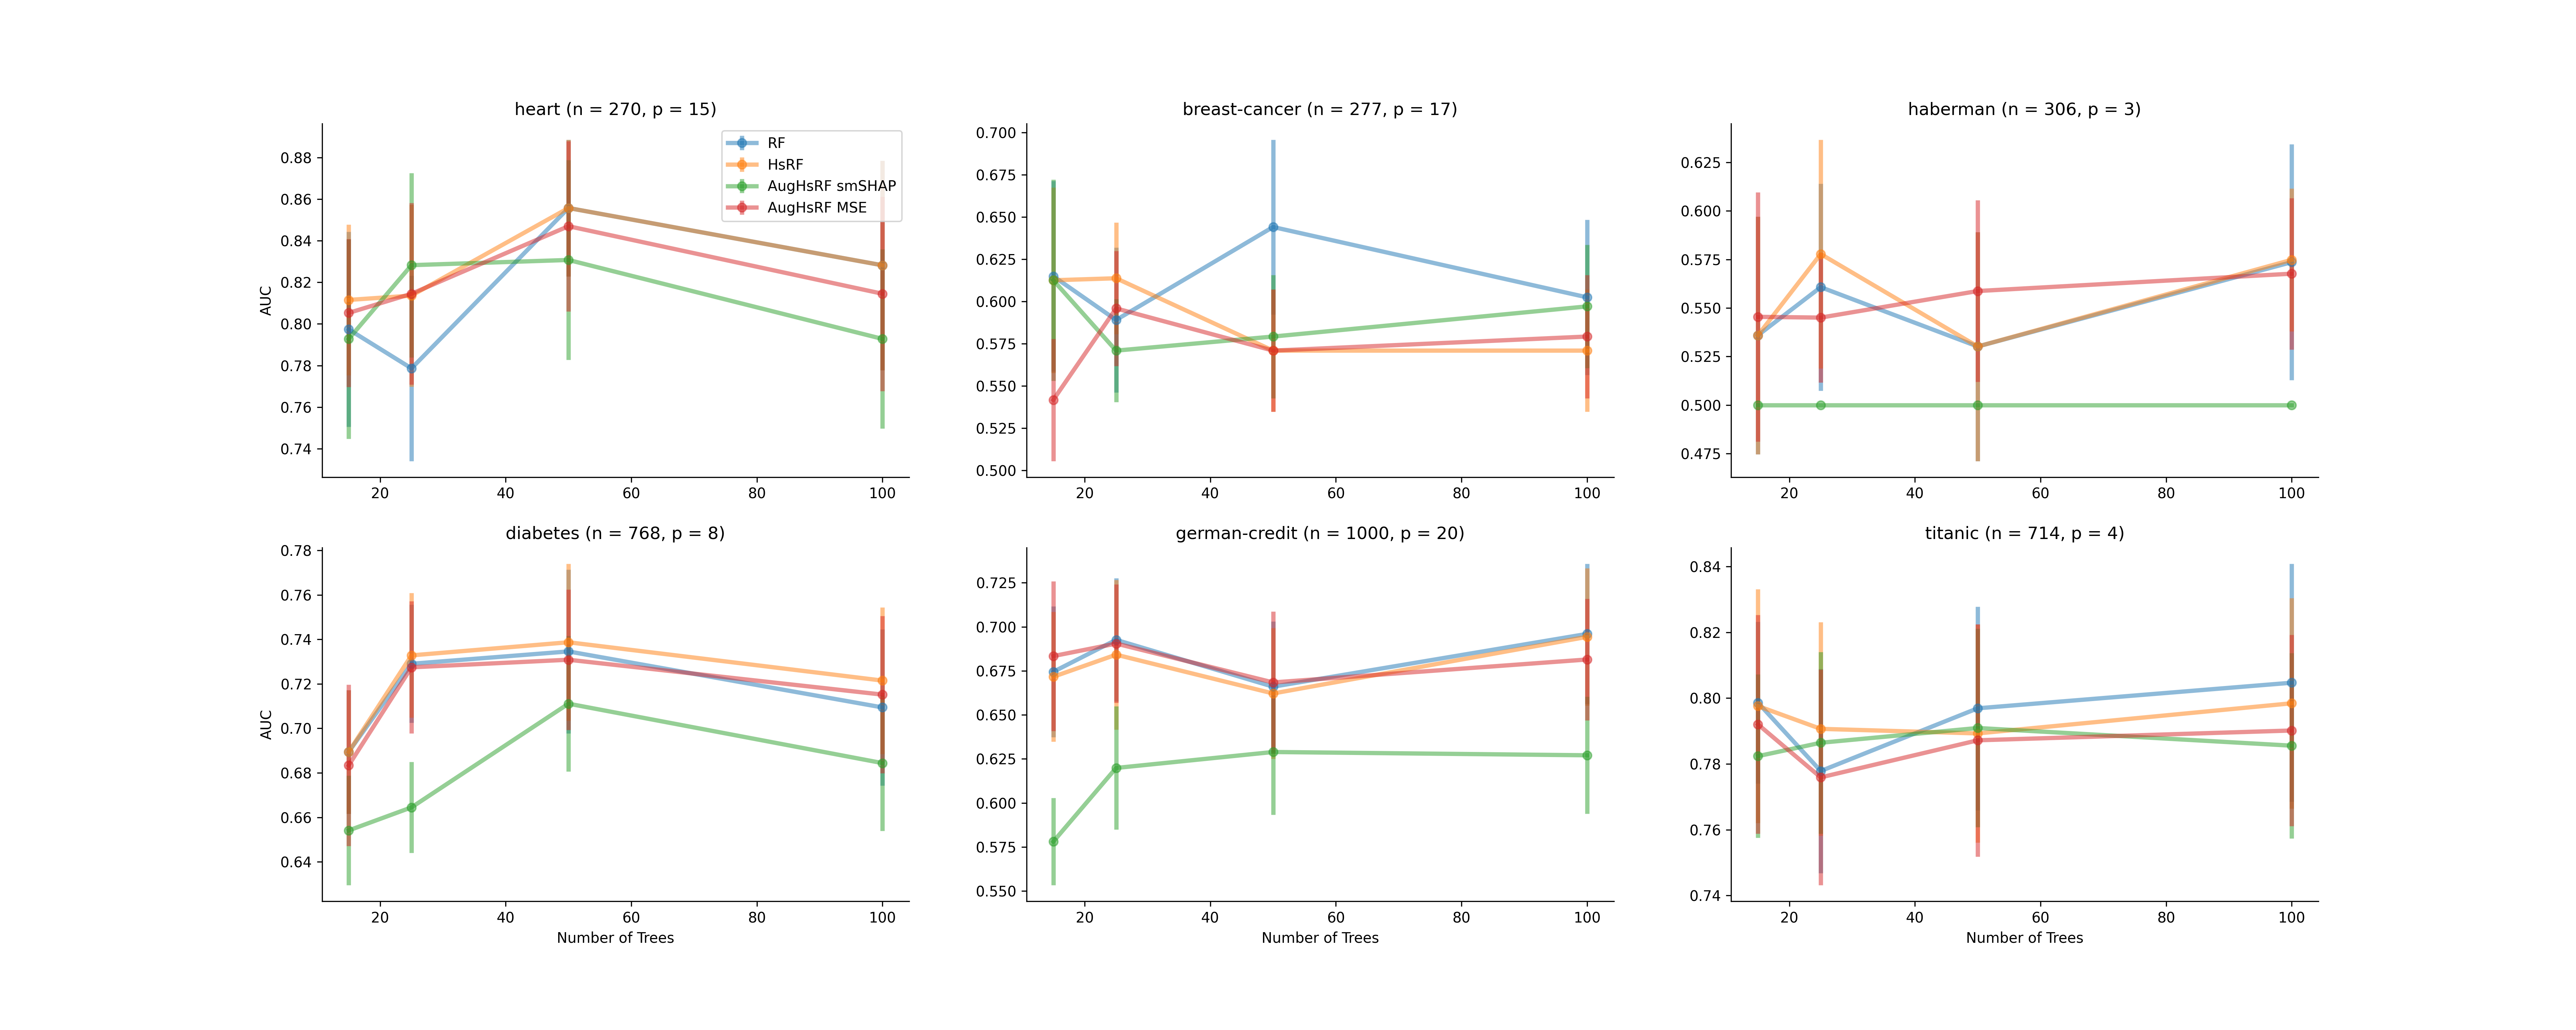 heart (n = 270, p = 15)
AUC
0.88
0.86
0.84
0.82
0.80
0.78
0.76
0.74
20 40 60 80 100
RF
HsRF
AugHsRF smSHAP
AugHsRF MSE
breast-cancer (n = 277, p = 17)
0.700
0.675
0.650
0.625
0.600
0.575
0.550
0.525
0.500
20 40 60 80 100
haberman (n = 306, p = 3)
0.625
0.600
0.575
0.550
0.525
0.500
0.475
20 40 60 80 100
diabetes (n = 768, p = 8)
AUC
0.78
0.76
0.74
0.72
0.70
0.68
0.66
0.64
20 40 60 80 100
Number of Trees
german-credit (n = 1000, p = 20)
0.725
0.700
0.675
0.650
0.625
0.600
0.575
0.550
20 40 60 80 100
Number of Trees
titanic (n = 714, p = 4)
0.84
0.82
0.80
0.78
0.76
0.74
20 40 60 80 100
Number of Trees